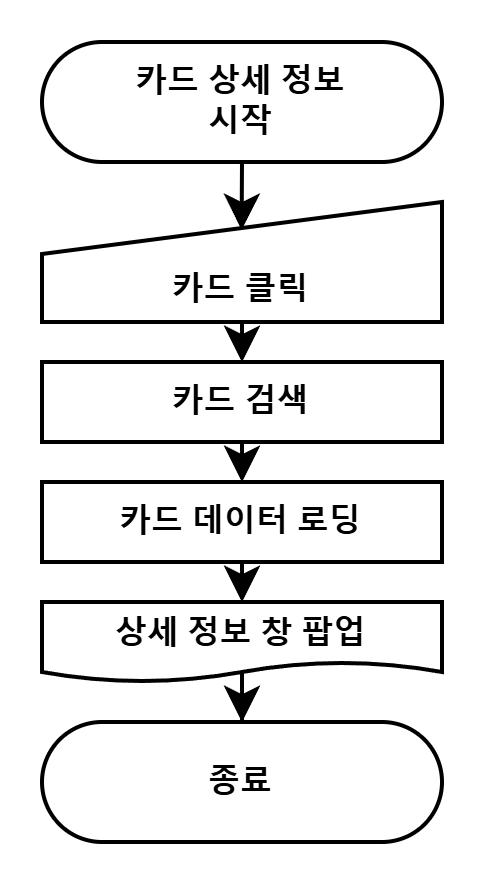 카드 상세 정보
시작
카드 클릭
카드 검색
카드 데이터 로딩
상세 정보 창 팝업
종료